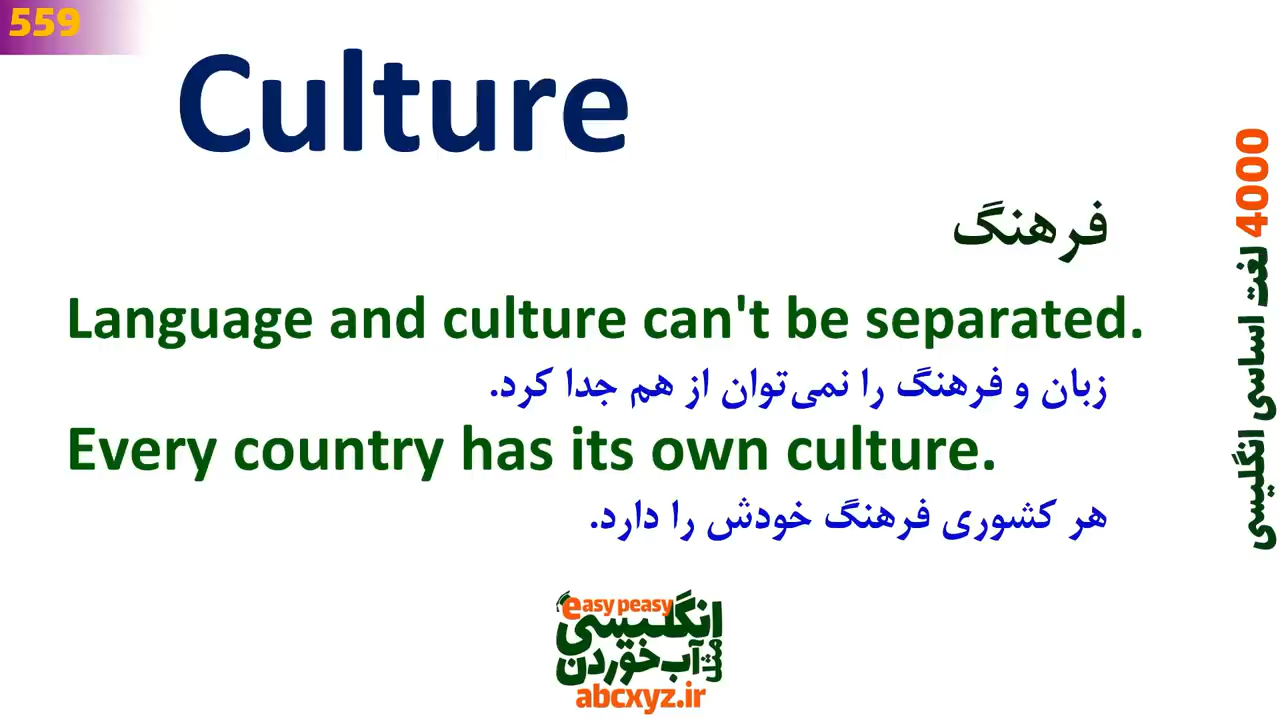 559
Culture
فرهنگ
Language and culture can't be separated.
زبان و فرهنگ را نمی‌توان از هم جدا کرد.
Every country has its own culture.
هر کشوری فرهنگ خودش را دارد.
4000 لغت اساسی انگلیسی
easy peasy
انگلیسی
مثل آب خوردن
abcxyz.ir